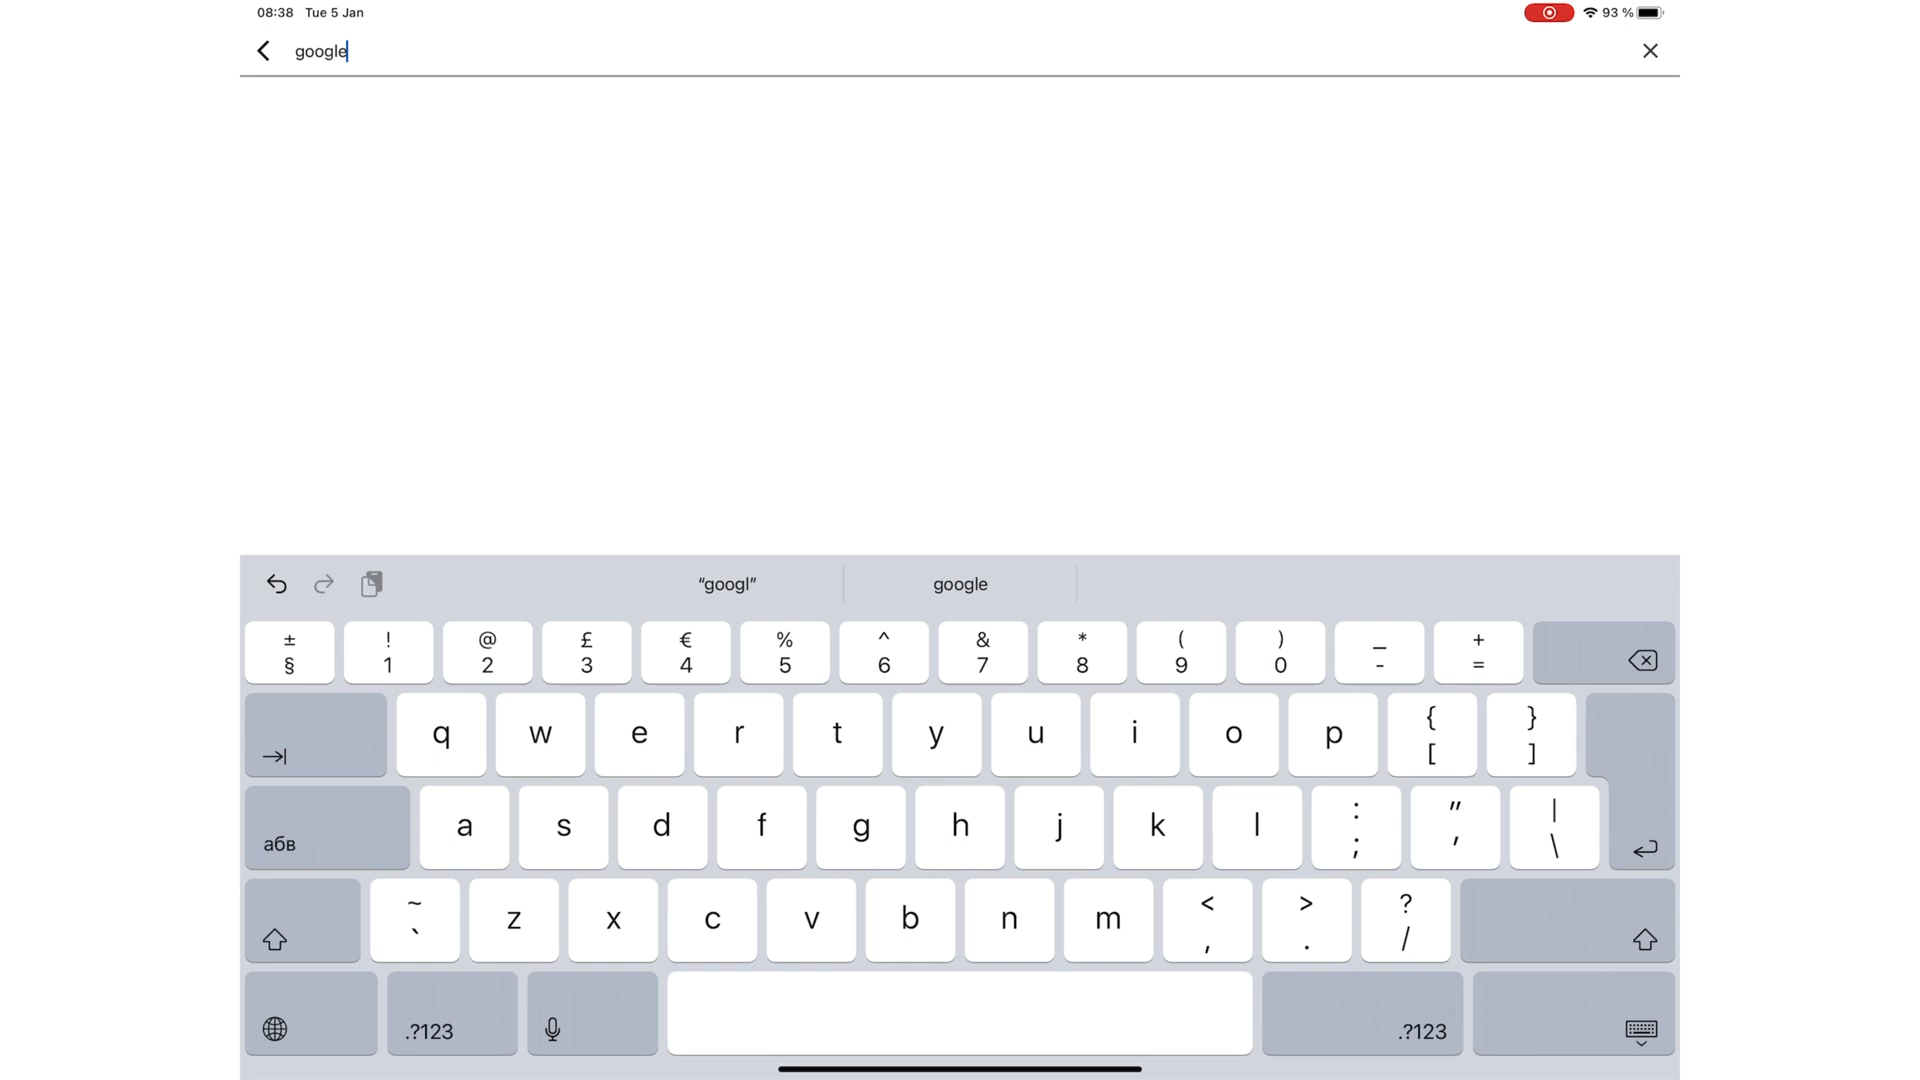 08:38 Tue 5 Jan 93 %
google
“googl” google
± ! @ £ € % ^ & * ( ) _ +
§ 1 2 3 4 5 6 7 8 9 0 - =
q w e r t y u i o p { }
[ ]
a s d f g h j k l : " |
абв ; ' \
~ z x c v b n m < > ?
` , . /
.?123 .?123